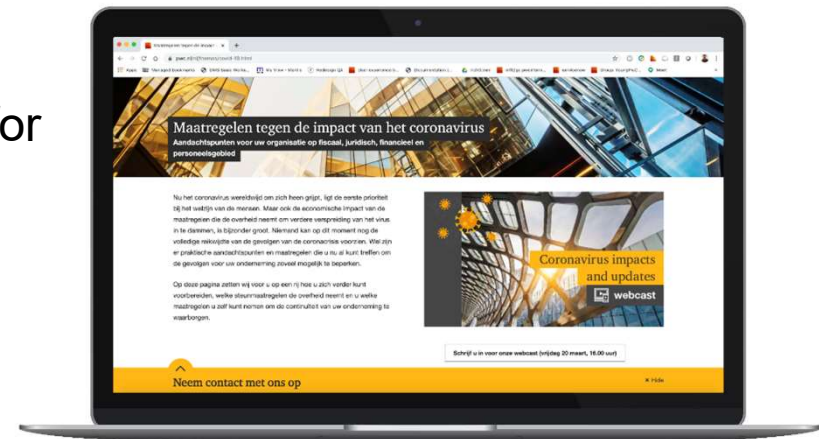 or
Maatregelen tegen de impact van het coronavirus
Aandachtspunten voor uw organisatie op fiscaal, juridisch, financieel en
personeelsgebied
Nu het coronavirus wereldwijd om zich heen grijpt, ligt de eerste prioriteit
bij het welzijn van de mensen. Maar ook de economische impact van de
maatregelen die de overheid neemt om verdere verspreiding van het virus
in te dammen, is bijzonder groot. Niemand kan op dit moment nog de
volledige reikwijdte van de gevolgen van de coronacrisis voorzien. Wel zijn
er praktische aandachtspunten en maatregelen die u nu al kunt treffen om
de gevolgen voor uw onderneming zoveel mogelijk te beperken.
Op deze pagina zetten wij voor u op een rij hoe u zich verder kunt
voorbereiden, welke steunmaatregelen de overheid neemt en u welke
maatregelen u zelf kunt nemen om de continuïteit van uw onderneming te
waarborgen.
Coronavirus impacts
and updates
webcast
Schrijf u in voor onze webcast (vrijdag 20 maart, 16.00 uur)
Neem contact met ons op
Hide